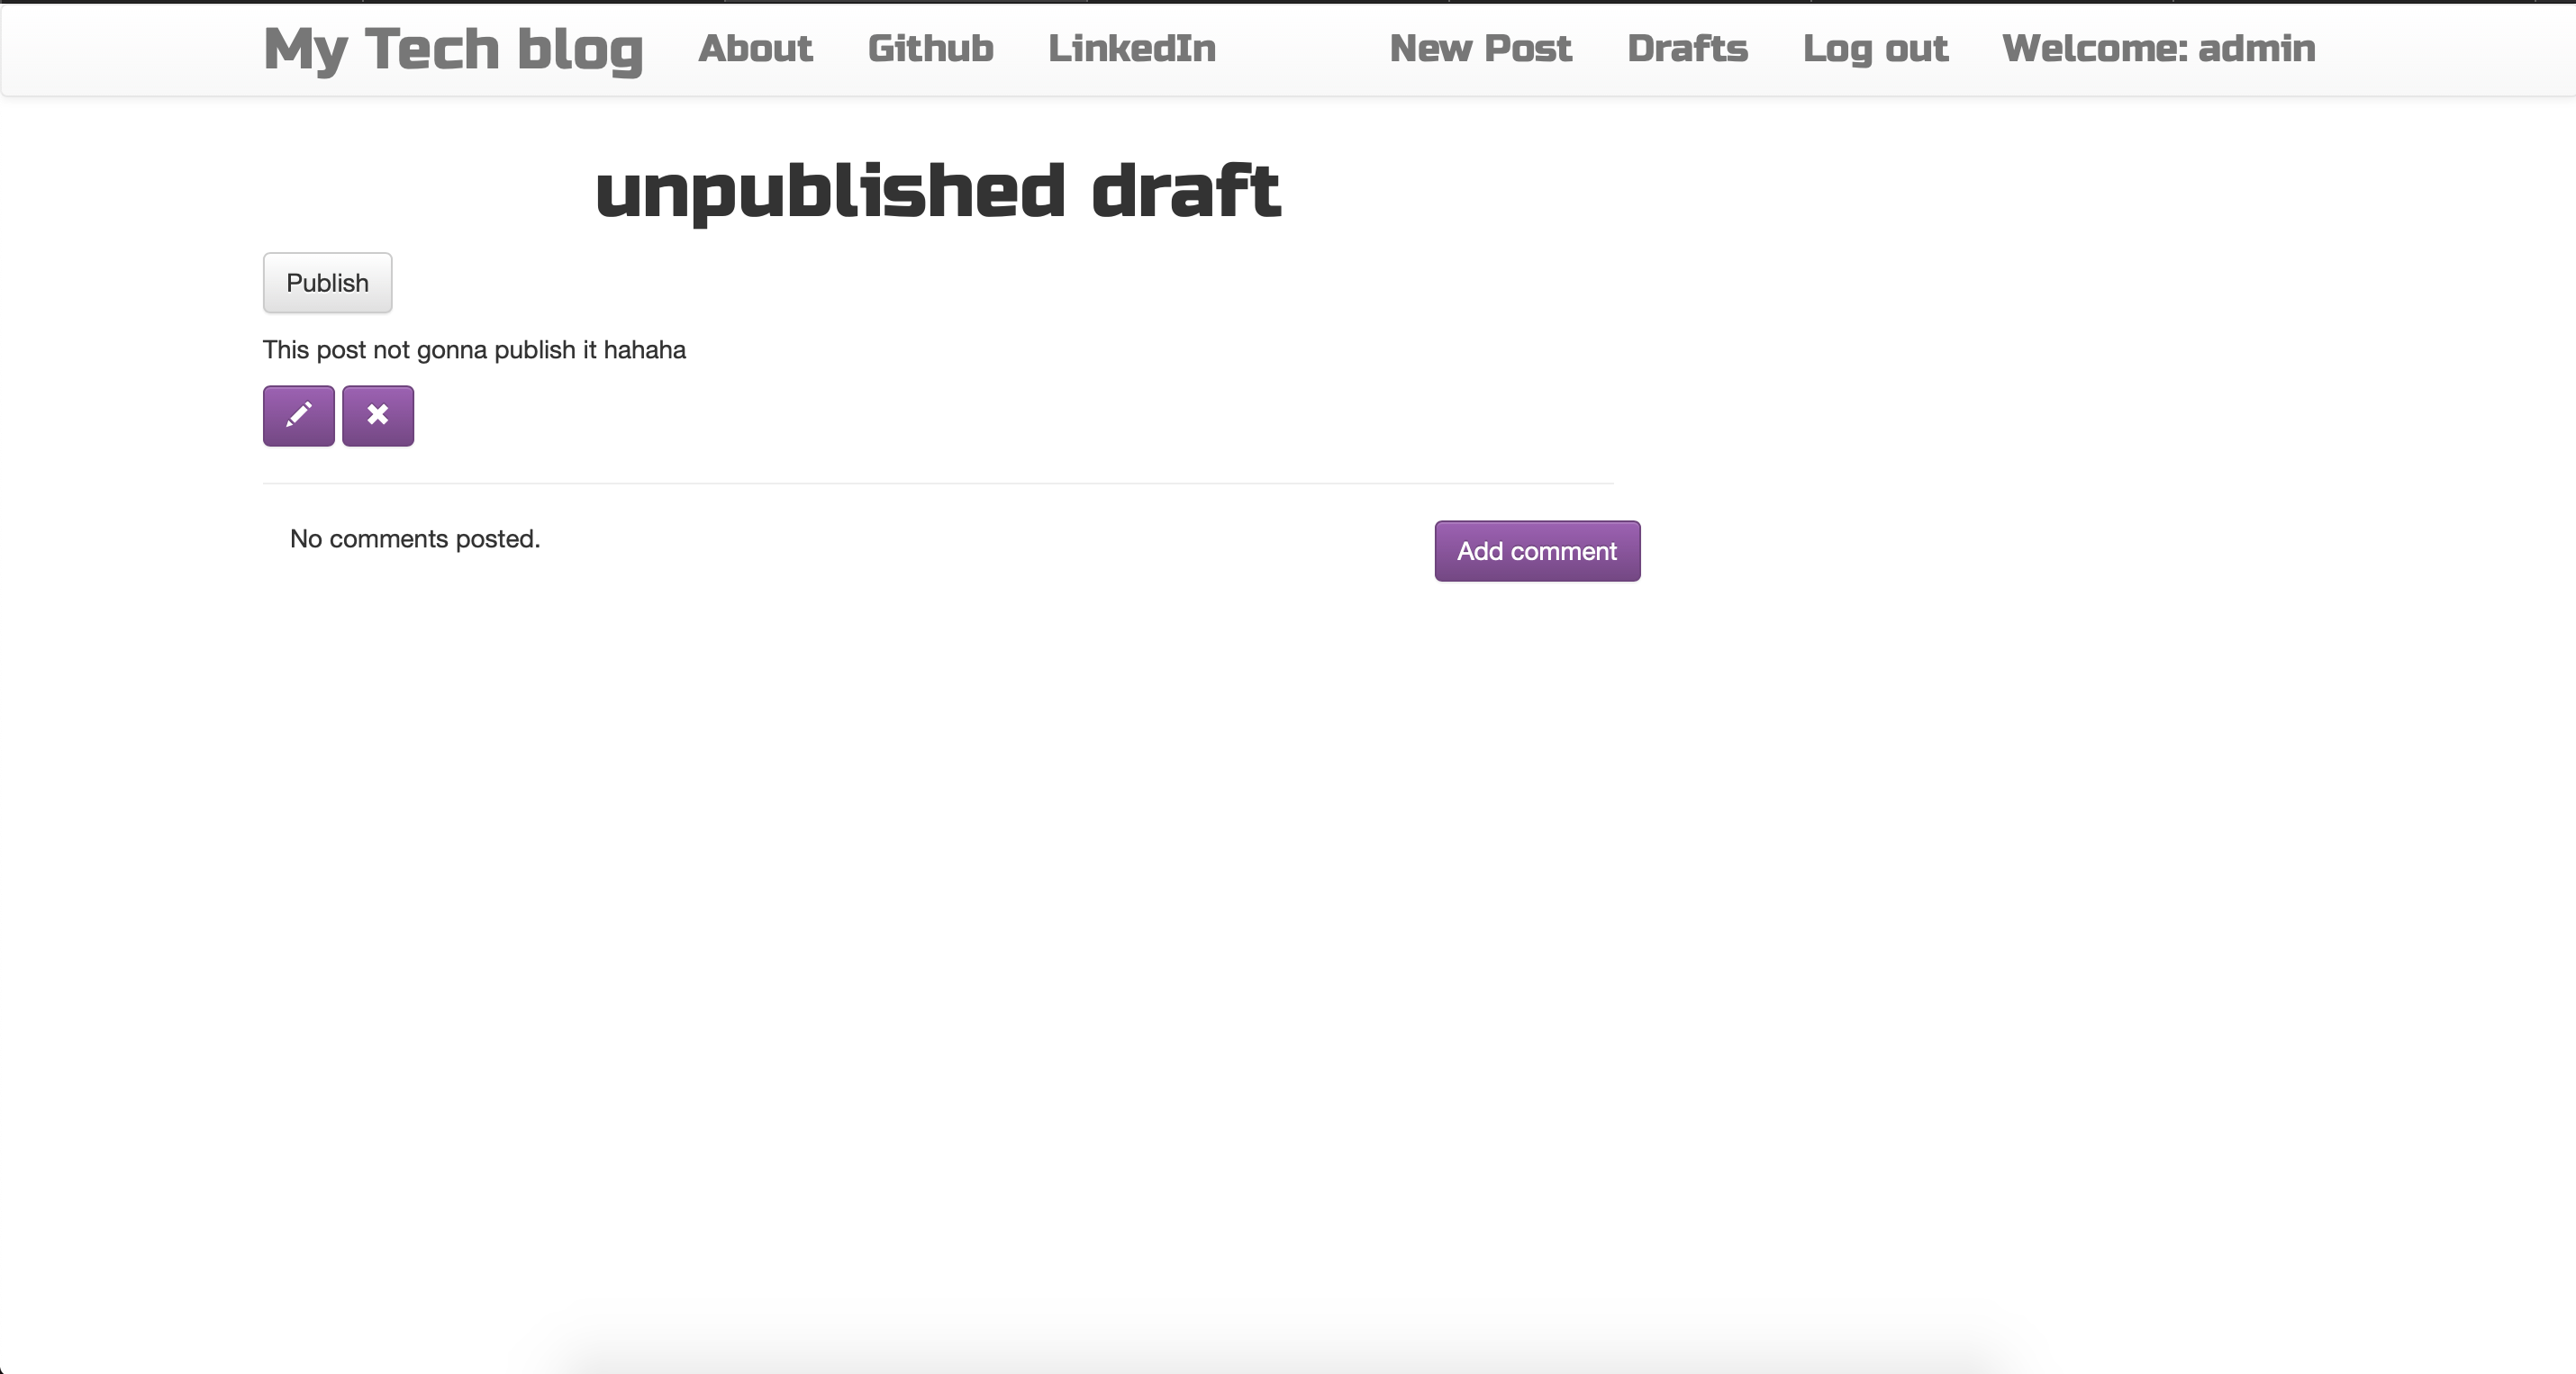 My Tech blog About Github LinkedIn New Post Drafts Log out Welcome: admin
unpublished draft
Publish
This post not gonna publish it hahaha
No comments posted. Add comment